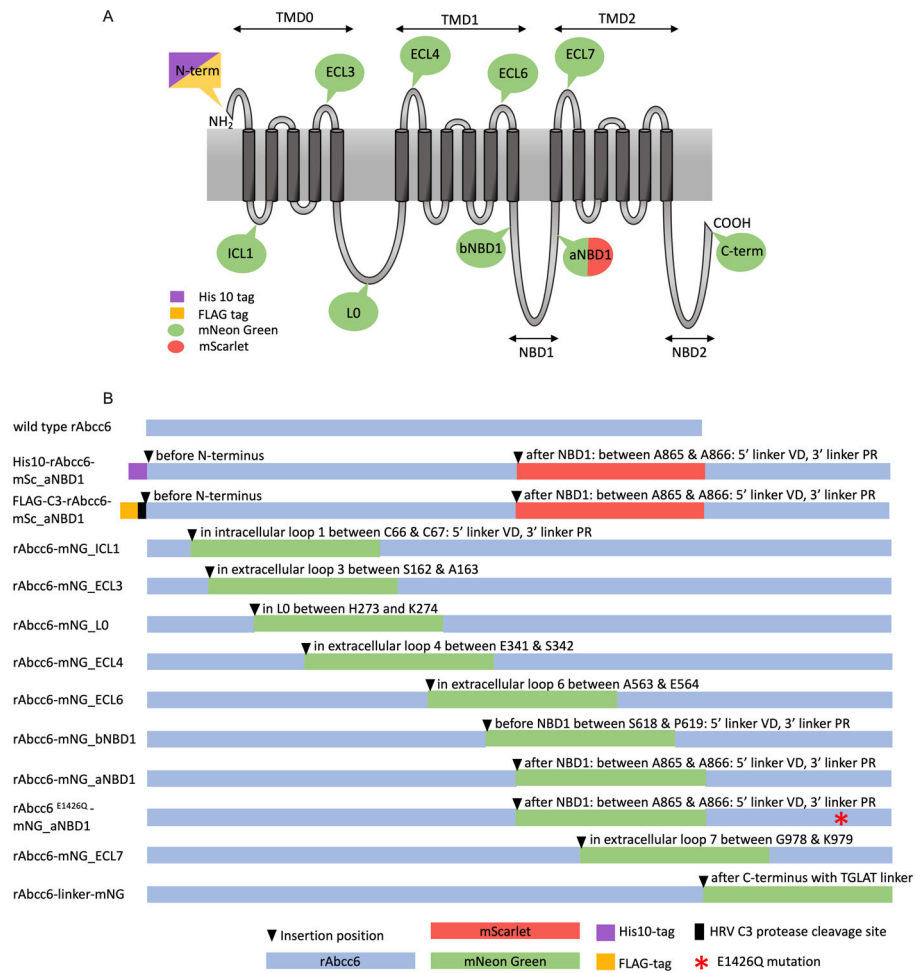 A
TMD0
TMD1
TMD2
N-term
ECL3
ECL4
ECL6
ECL7
NH2
COOH
ICL1
bNBD1
aNBD1
C-term
L0
His 10 tag
FLAG tag
mNeon Green
mScarlet
NBD1
NBD2
B
wild type rAbcc6
His10-rAbcc6-
mSc_aNBD1
before N-terminus
after NBD1: between A865 & A866: 5’ linker VD, 3’ linker PR
FLAG-C3-rAbcc6-
mSc_aNBD1
before N-terminus
after NBD1: between A865 & A866: 5’ linker VD, 3’ linker PR
rAbcc6-mNG_ICL1
in intracellular loop 1 between C66 & C67: 5’ linker VD, 3’ linker PR
rAbcc6-mNG_ECL3
in extracellular loop 3 between S162 & A163
rAbcc6-mNG_L0
in L0 between H273 and K274
rAbcc6-mNG_ECL4
in extracellular loop 4 between E341 & S342
rAbcc6-mNG_ECL6
in extracellular loop 6 between A563 & E564
rAbcc6-mNG_bNBD1
before NBD1 between S618 & P619: 5’ linker VD, 3’ linker PR
rAbcc6-mNG_aNBD1
after NBD1: between A865 & A866: 5’ linker VD, 3’ linker PR
rAbcc6 E1426Q -
mNG_aNBD1
after NBD1: between A865 & A866: 5’ linker VD, 3’ linker PR
rAbcc6-mNG_ECL7
in extracellular loop 7 between G978 & K979
rAbcc6-linker-mNG
after C-terminus with TGLAT linker
Insertion position
mScarlet
His10-tag
HRV C3 protease cleavage site
rAbcc6
mNeon Green
FLAG-tag
E1426Q mutation